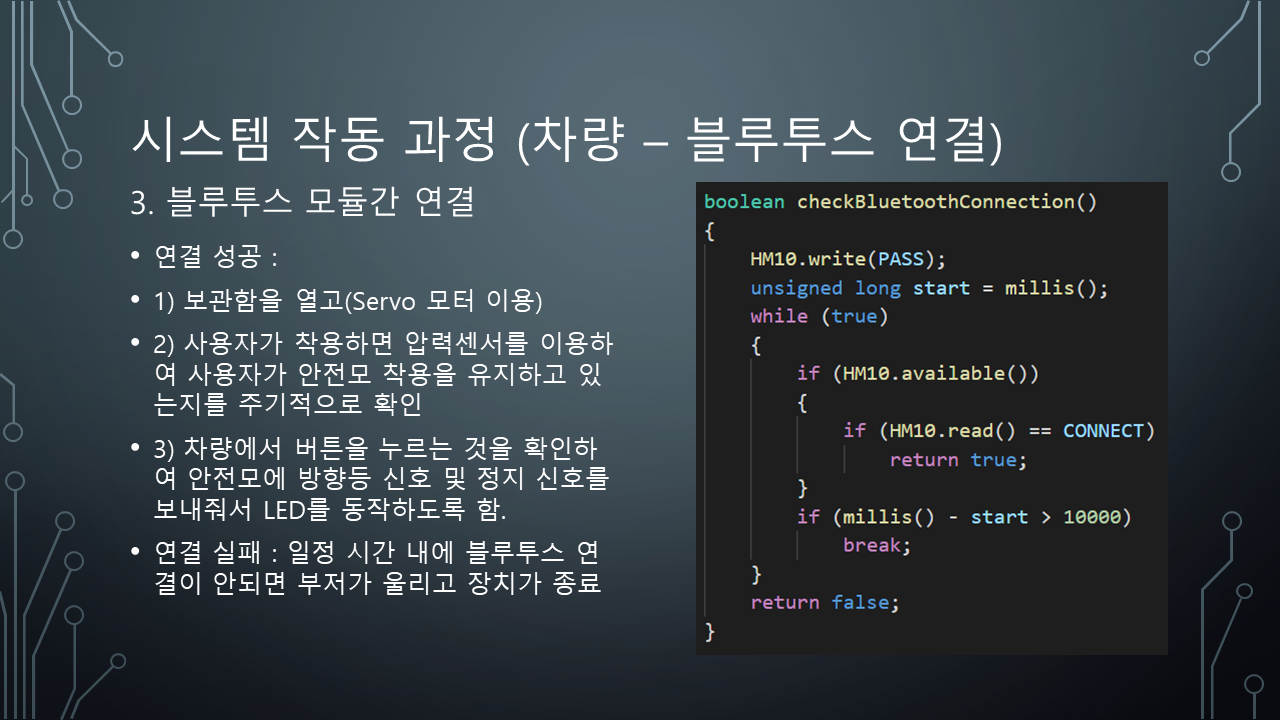 시스템 작동 과정 (차량 – 블루투스 연결)
3. 블루투스 모듈간 연결
• 연결 성공 :
• 1) 보관함을 열고(Servo 모터 이용)
• 2) 사용자가 착용하면 압력센서를 이용하
여 사용자가 안전모 착용을 유지하고 있
는지를 주기적으로 확인
• 3) 차량에서 버튼을 누르는 것을 확인하
여 안전모에 방향등 신호 및 정지 신호를
보내줘서 LED를 동작하도록 함.
• 연결 실패 : 일정 시간 내에 블루투스 연
결이 안되면 부저가 울리고 장치가 종료
boolean checkBluetoothConnection()
{
    HM10.write(PASS);
    unsigned long start = millis();
    while (true)
    {
        if (HM10.available())
        {
            if (HM10.read() == CONNECT)
                return true;
        }
        if (millis() - start > 10000)
            break;
    }
    return false;
}